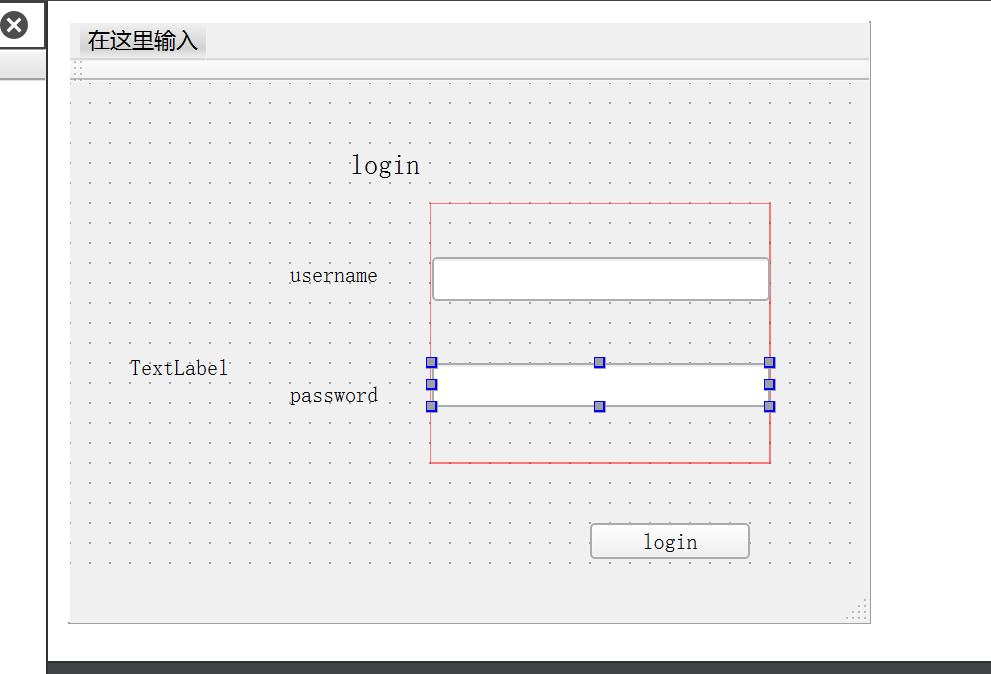 在这里输入
login
username
TextLabel
password
login